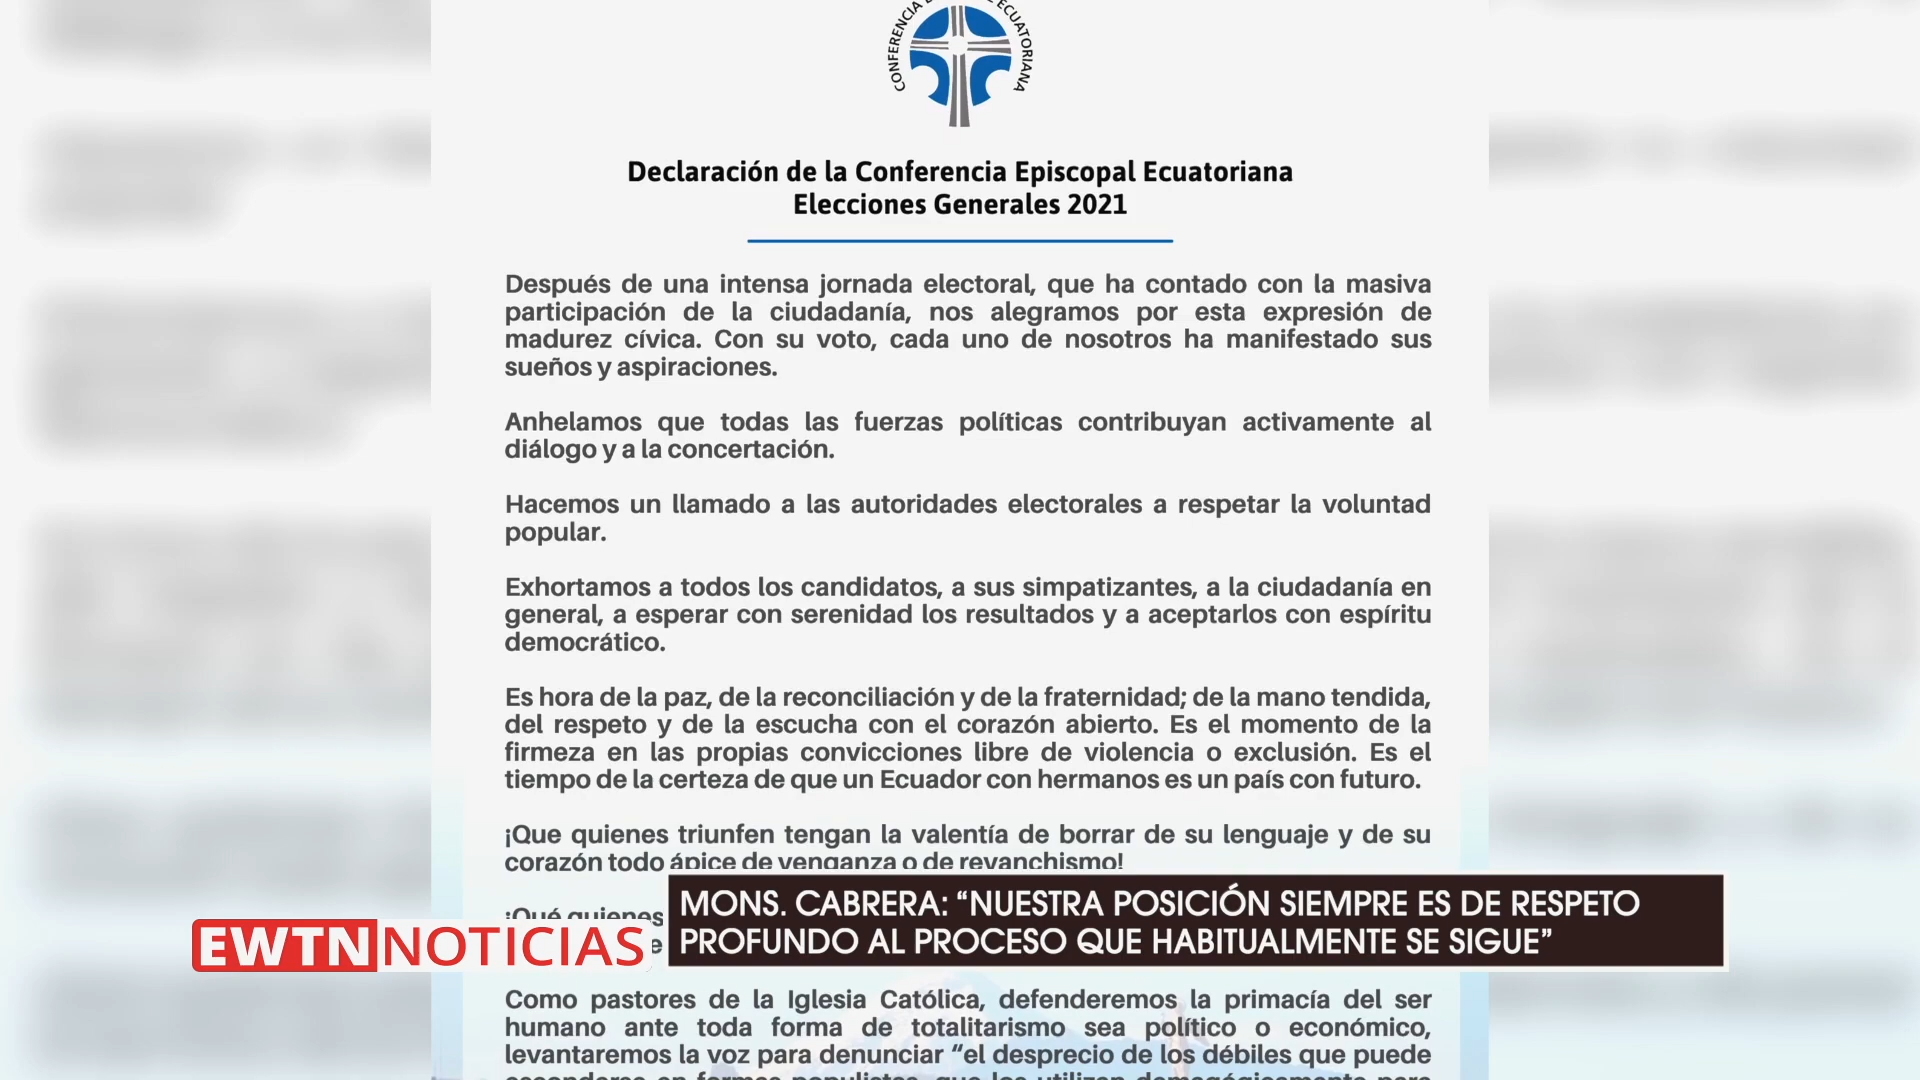 CONFERENCIA ECUATORIANA
Declaración de la Conferencia Episcopal Ecuatoriana
Elecciones Generales 2021
Después de una intensa jornada electoral, que ha contado con la masiva
participación de la ciudadanía, nos alegramos por esta expresión de
madurez cívica. Con su voto, cada uno de nosotros ha manifestado sus
sueños y aspiraciones.
Anhelamos que todas las fuerzas políticas contribuyan activamente al
diálogo y a la concertación.
Hacemos un llamado a las autoridades electorales a respetar la voluntad
popular.
Exhortamos a todos los candidatos, a sus simpatizantes, a la ciudadanía en
general, a esperar con serenidad los resultados y a aceptarlos con espíritu
democrático.
Es hora de la paz, de la reconciliación y de la fraternidad; de la mano tendida,
del respeto y de la escucha con el corazón abierto. Es el momento de la
firmeza en las propias convicciones libre de violencia o exclusión. Es el
tiempo de la certeza de que un Ecuador con hermanos es un país con futuro.
¡Que quienes triunfen tengan la valentía de borrar de su lenguaje y de su
corazón todo ápice de venganza o de revanchismo!
¡Qué quienes
EWTN NOTICIAS
MONS. CABRERA: “NUESTRA POSICIÓN SIEMPRE ES DE RESPETO
PROFUNDO AL PROCESO QUE HABITUALMENTE SE SIGUE”
Como pastores de la Iglesia Católica, defenderemos la primacía del ser
humano ante toda forma de totalitarismo sea político o económico,
levantaremos la voz para denunciar “el desprecio de los débiles que puede
esconderse en formas populistas, que los utilizan demagógicamente para